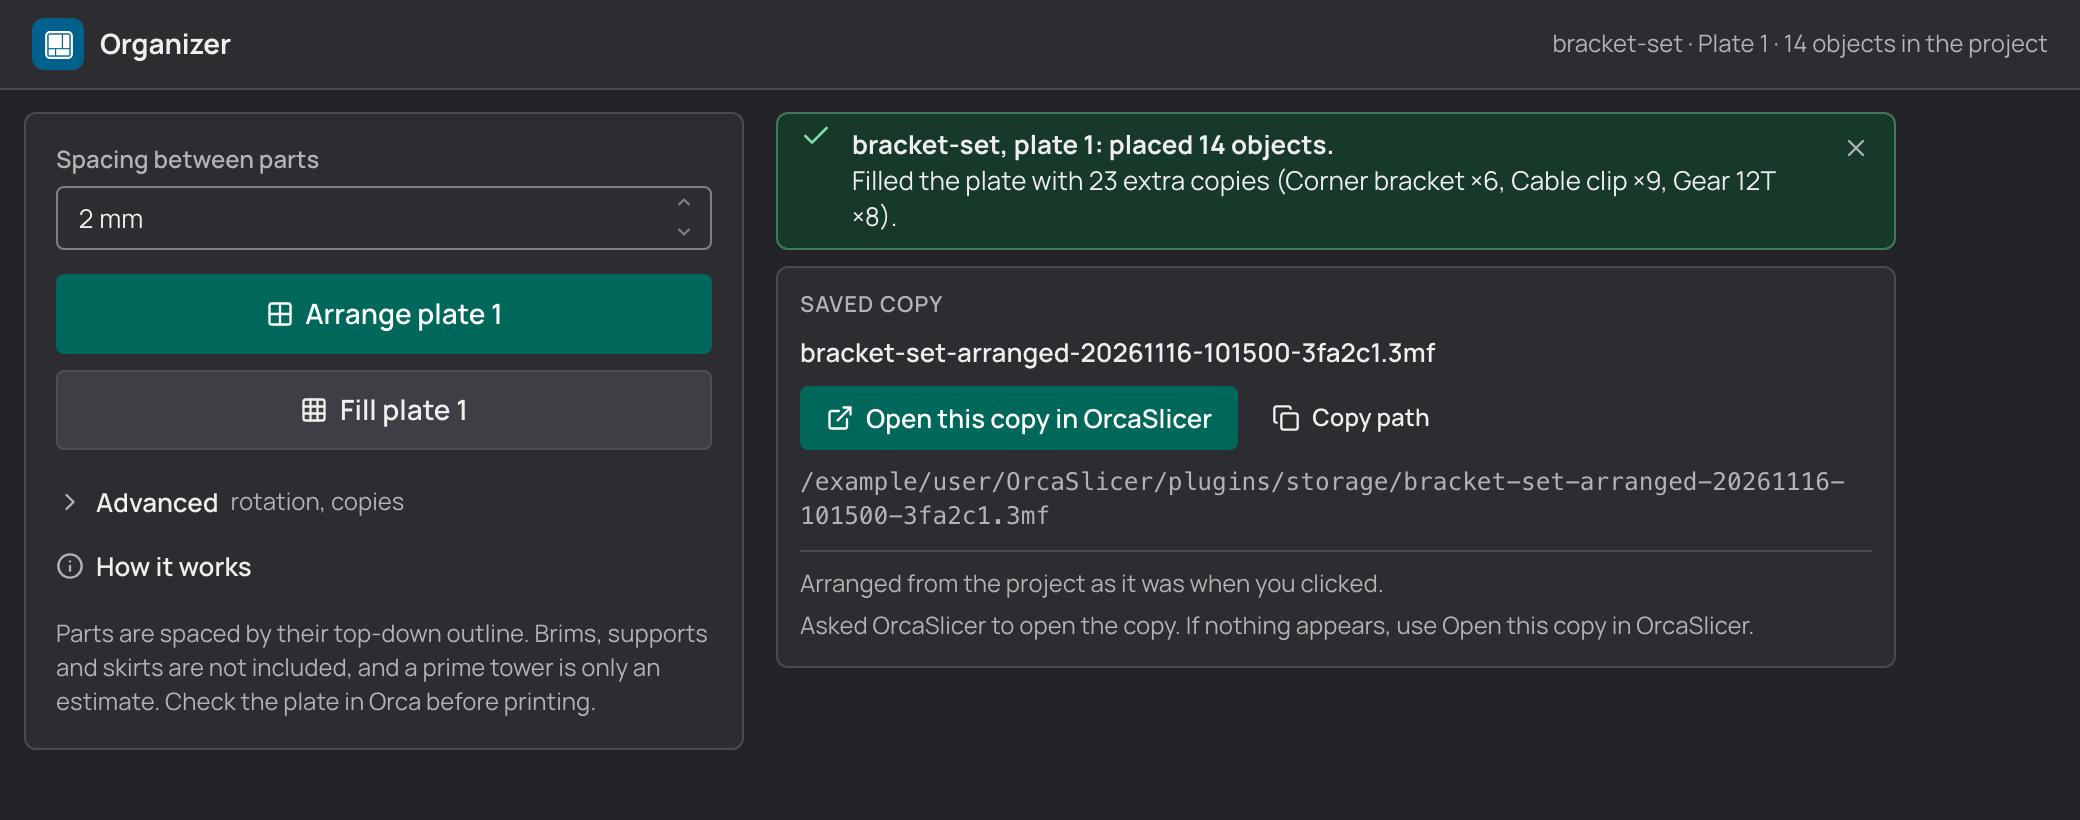 Organizer
bracket-set · Plate 1 · 14 objects in the project
Spacing between parts
2 mm
Arrange plate 1
Fill plate 1
Advanced rotation, copies
How it works
Parts are spaced by their top-down outline. Brims, supports
and skirts are not included, and a prime tower is only an
estimate. Check the plate in Orca before printing.
bracket-set, plate 1: placed 14 objects.
Filled the plate with 23 extra copies (Corner bracket ×6, Cable clip ×9, Gear 12T
×8).
SAVED COPY
bracket-set-arranged-20261116-101500-3fa2c1.3mf
Open this copy in OrcaSlicer
Copy path
/example/user/OrcaSlicer/plugins/storage/bracket-set-arranged-20261116-
101500-3fa2c1.3mf
Arranged from the project as it was when you clicked.
Asked OrcaSlicer to open the copy. If nothing appears, use Open this copy in OrcaSlicer.